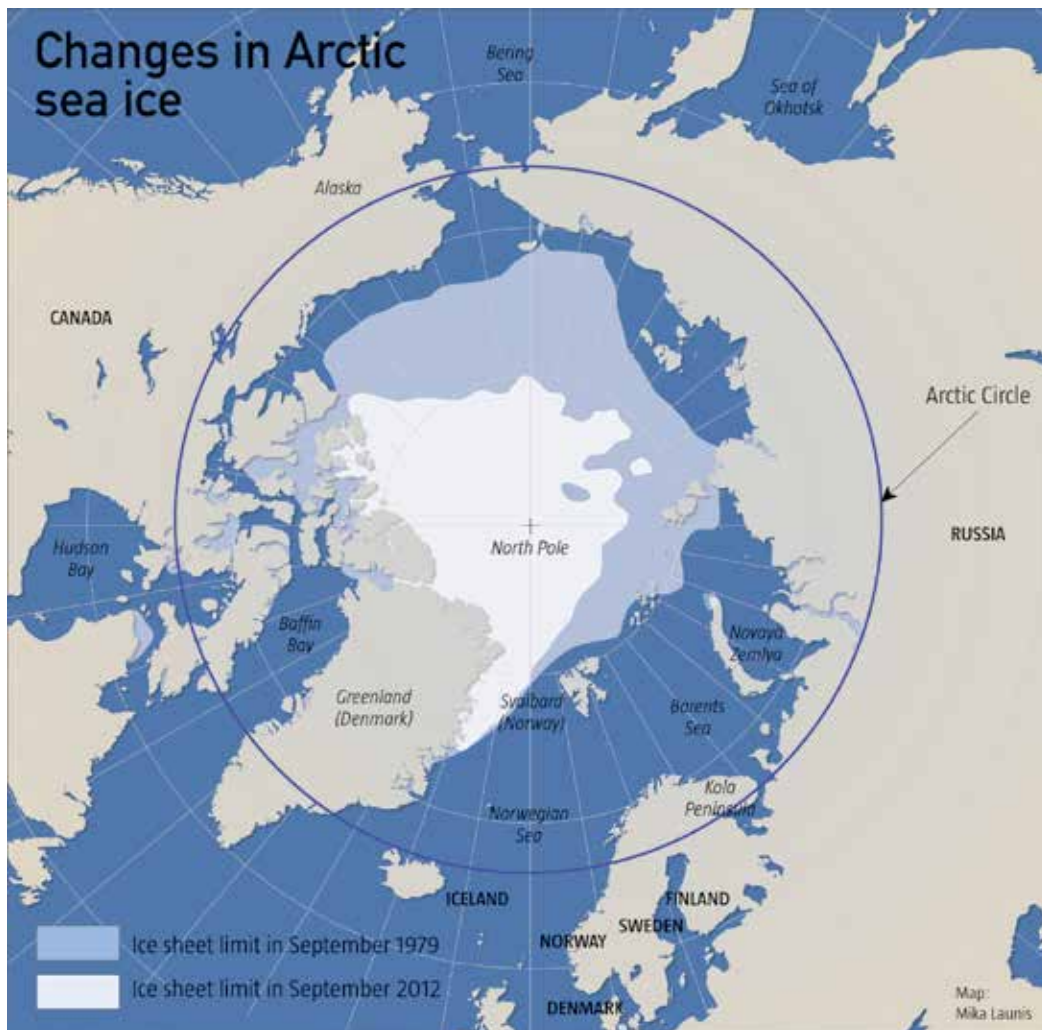 Changes in Arctic
sea ice
Bering
Sea
Sea of
Okhotsk
Alaska
CANADA
Arctic Circle
RUSSIA
North Pole
Hudson
Bay
Baffin
Bay
Novaya
Zemlya
Greenland
(Denmark)
Svalbard
(Norway)
Barents
Sea
Kola
Peninsula
Norwegian
Sea
ICELAND
FINLAND
SWEDEN
NORWAY
DENMARK
Ice sheet limit in September 1979
Ice sheet limit in September 2012
Map:
Mika Launis